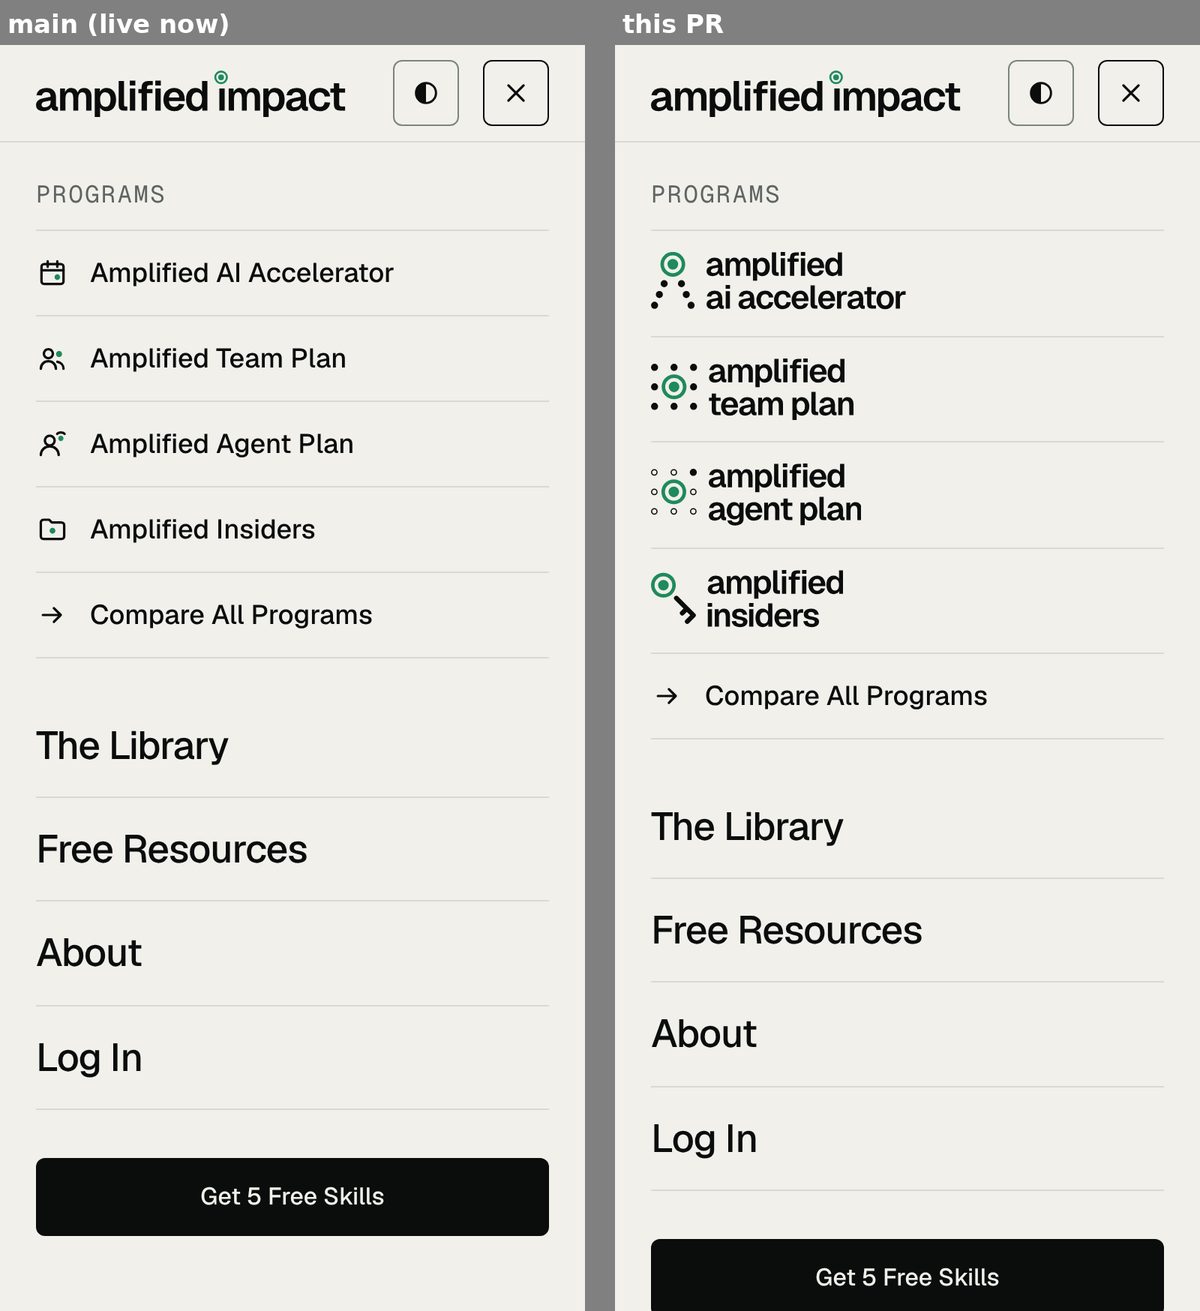 main (live now)
amplified impact
PROGRAMS
Amplified AI Accelerator
Amplified Team Plan
Amplified Agent Plan
Amplified Insiders
Compare All Programs
The Library
Free Resources
About
Log In
Get 5 Free Skills
this PR
amplified impact
PROGRAMS
amplified
ai accelerator
amplified
team plan
amplified
agent plan
amplified
insiders
Compare All Programs
The Library
Free Resources
About
Log In
Get 5 Free Skills